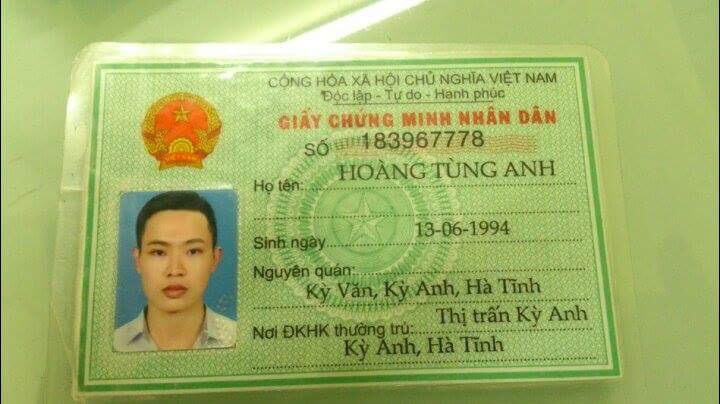 CỘNG HÒA XÃ HỘI CHỦ NGHĨA VIỆT NAM
Độc lập - Tự do - Hạnh phúc
GIẤY CHỨNG MINH NHÂN DÂN
SỐ 183967778
Họ tên: HOÀNG TÙNG ANH
Sinh ngày 13-06-1994
Nguyên quán:
Kỳ Văn, Kỳ Anh, Hà Tĩnh
Nơi ĐKHK thường trú: Thị trấn Kỳ Anh
Kỳ Anh, Hà Tĩnh
VIỆT NAM